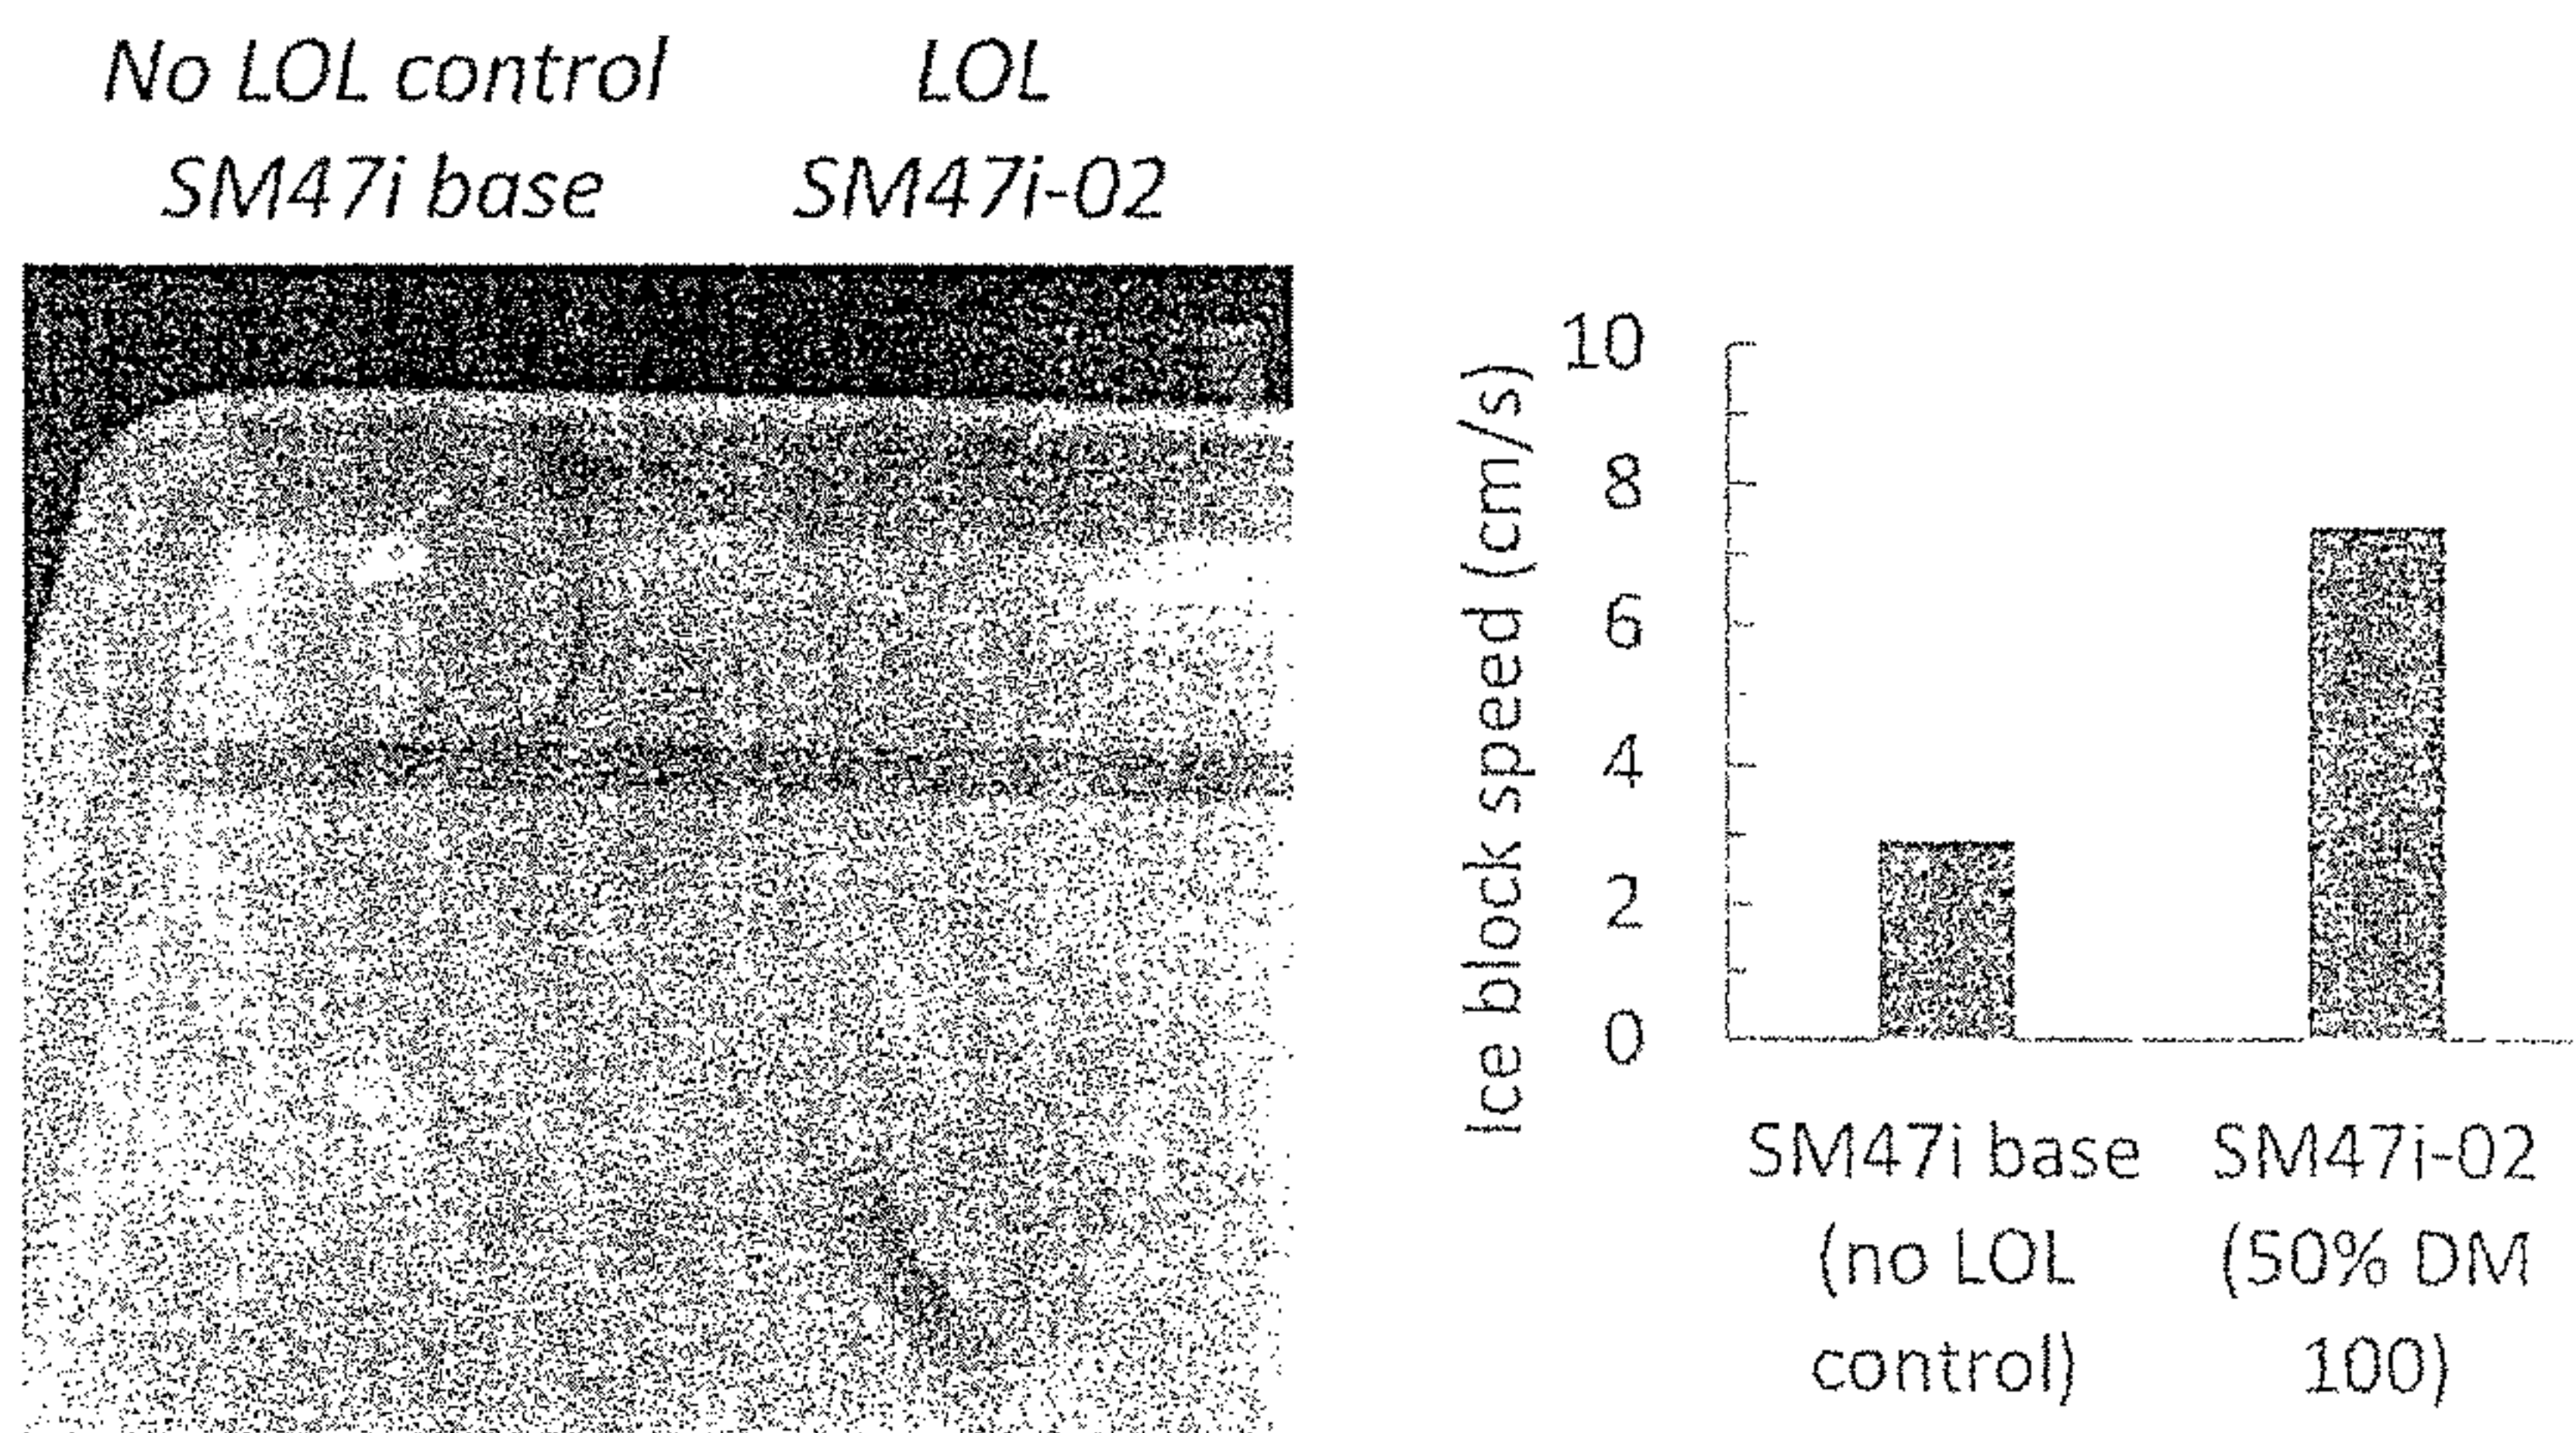 No LOL control
SM47i base
LOL
SM47i-02
Ice block speed (cm/s)
10
8
6
4
2
0
SM47i base
(no LOL
control)
SM47i-02
(50% DM
100)